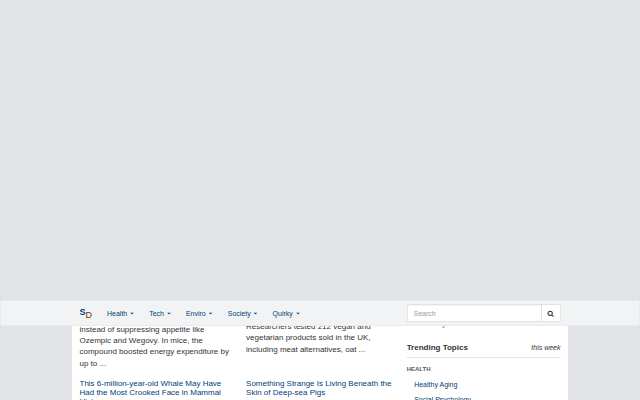 SD Health Tech Enviro Society Quirky Search
instead of suppressing appetite like
Ozempic and Wegovy. In mice, the
compound boosted energy expenditure by
up to ...
This 6-million-year-old Whale May Have
Had the Most Crooked Face in Mammal
Researchers tested 212 vegan and
vegetarian products sold in the UK,
including meat alternatives, oat ...
Something Strange Is Living Beneath the
Skin of Deep-sea Pigs
Trending Topics this week
HEALTH
Healthy Aging
Social Psychology